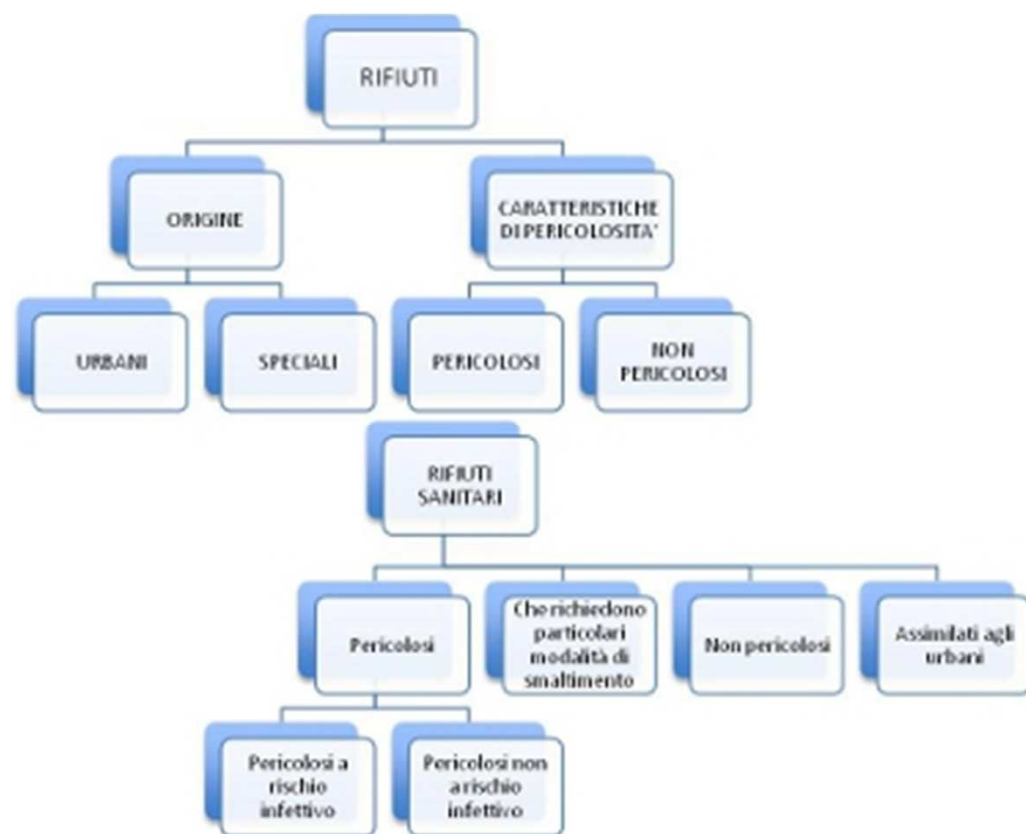 RIFIUTI
ORIGINE
CARATTERISTICHE
DI PERICOLOSITA'
URBANI
SPECIALI
PERICOLOSI
NON
PERICOLOSI
RIFIUTI
SANITARI
Pericolosi
Che richiedono
particolari
modalità di
smaltimento
Non pericolosi
Assimilati agli
urbani
Pericolosi a
rischio
infettivo
Pericolosi non
a rischio
infettivo